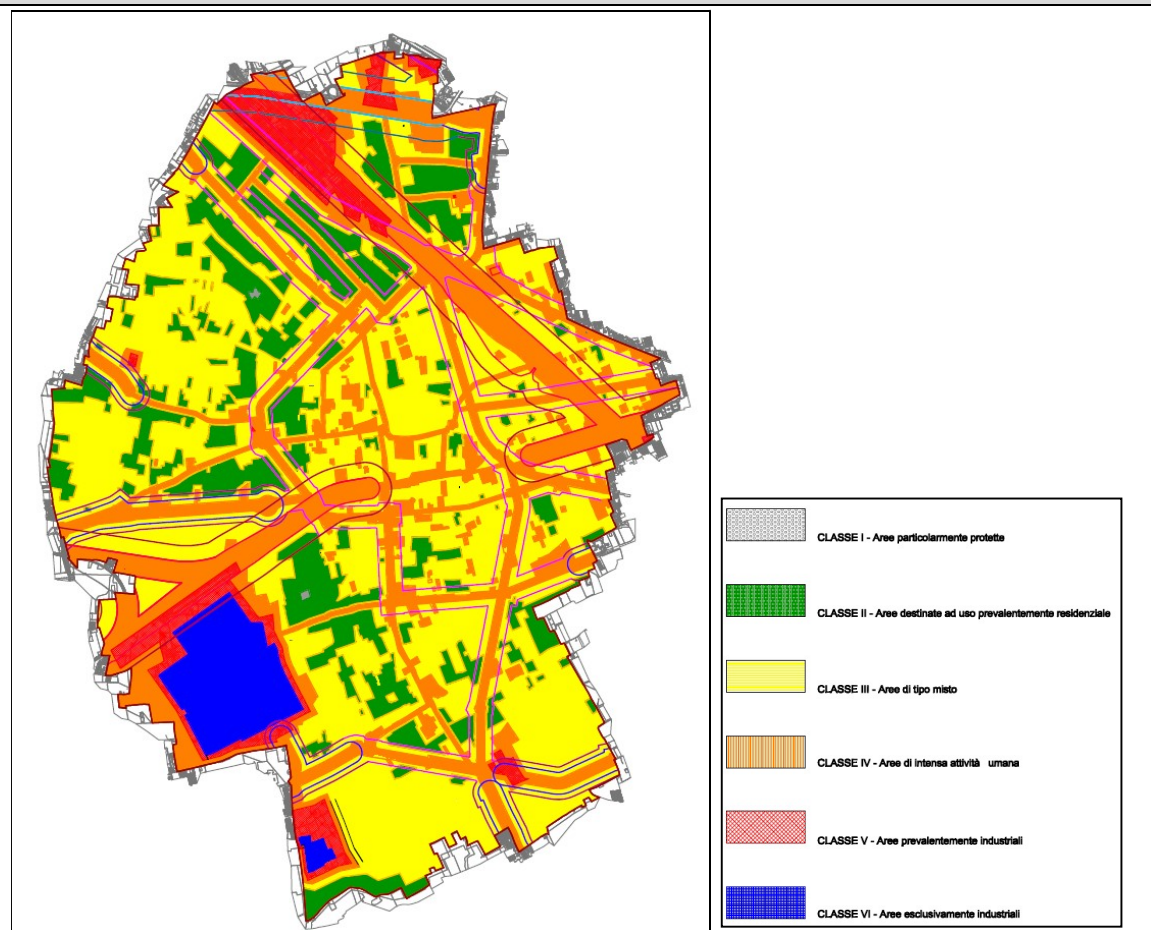 CLASSE I - Aree particolarmente protette
CLASSE II - Aree destinate ad uso prevalentemente residenziale
CLASSE III - Aree di tipo misto
CLASSE IV - Aree di intensa attività umana
CLASSE V - Aree prevalentemente industriali
CLASSE VI - Aree esclusivamente industriali